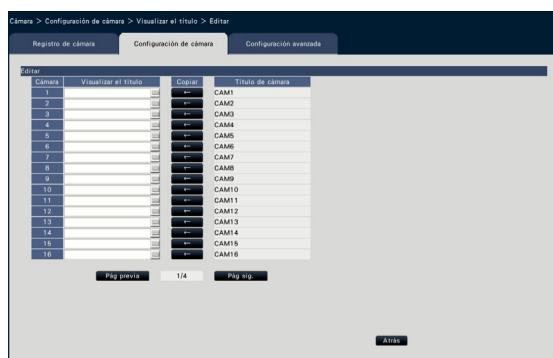 Cámara > Configuración de cámara > Visualizar el título > Editar
Registro de cámara Configuración de cámara Configuración avanzada
Editar
Cámara Visualizar el título Copiar Título de cámara
1 ← CAM1
2 ← CAM2
3 ← CAM3
4 ← CAM4
5 ← CAM5
6 ← CAM6
7 ← CAM7
8 ← CAM8
9 ← CAM9
10 ← CAM10
11 ← CAM11
12 ← CAM12
13 ← CAM13
14 ← CAM14
15 ← CAM15
16 ← CAM16
Pág previa 1/4 Pág sig.
Atrás